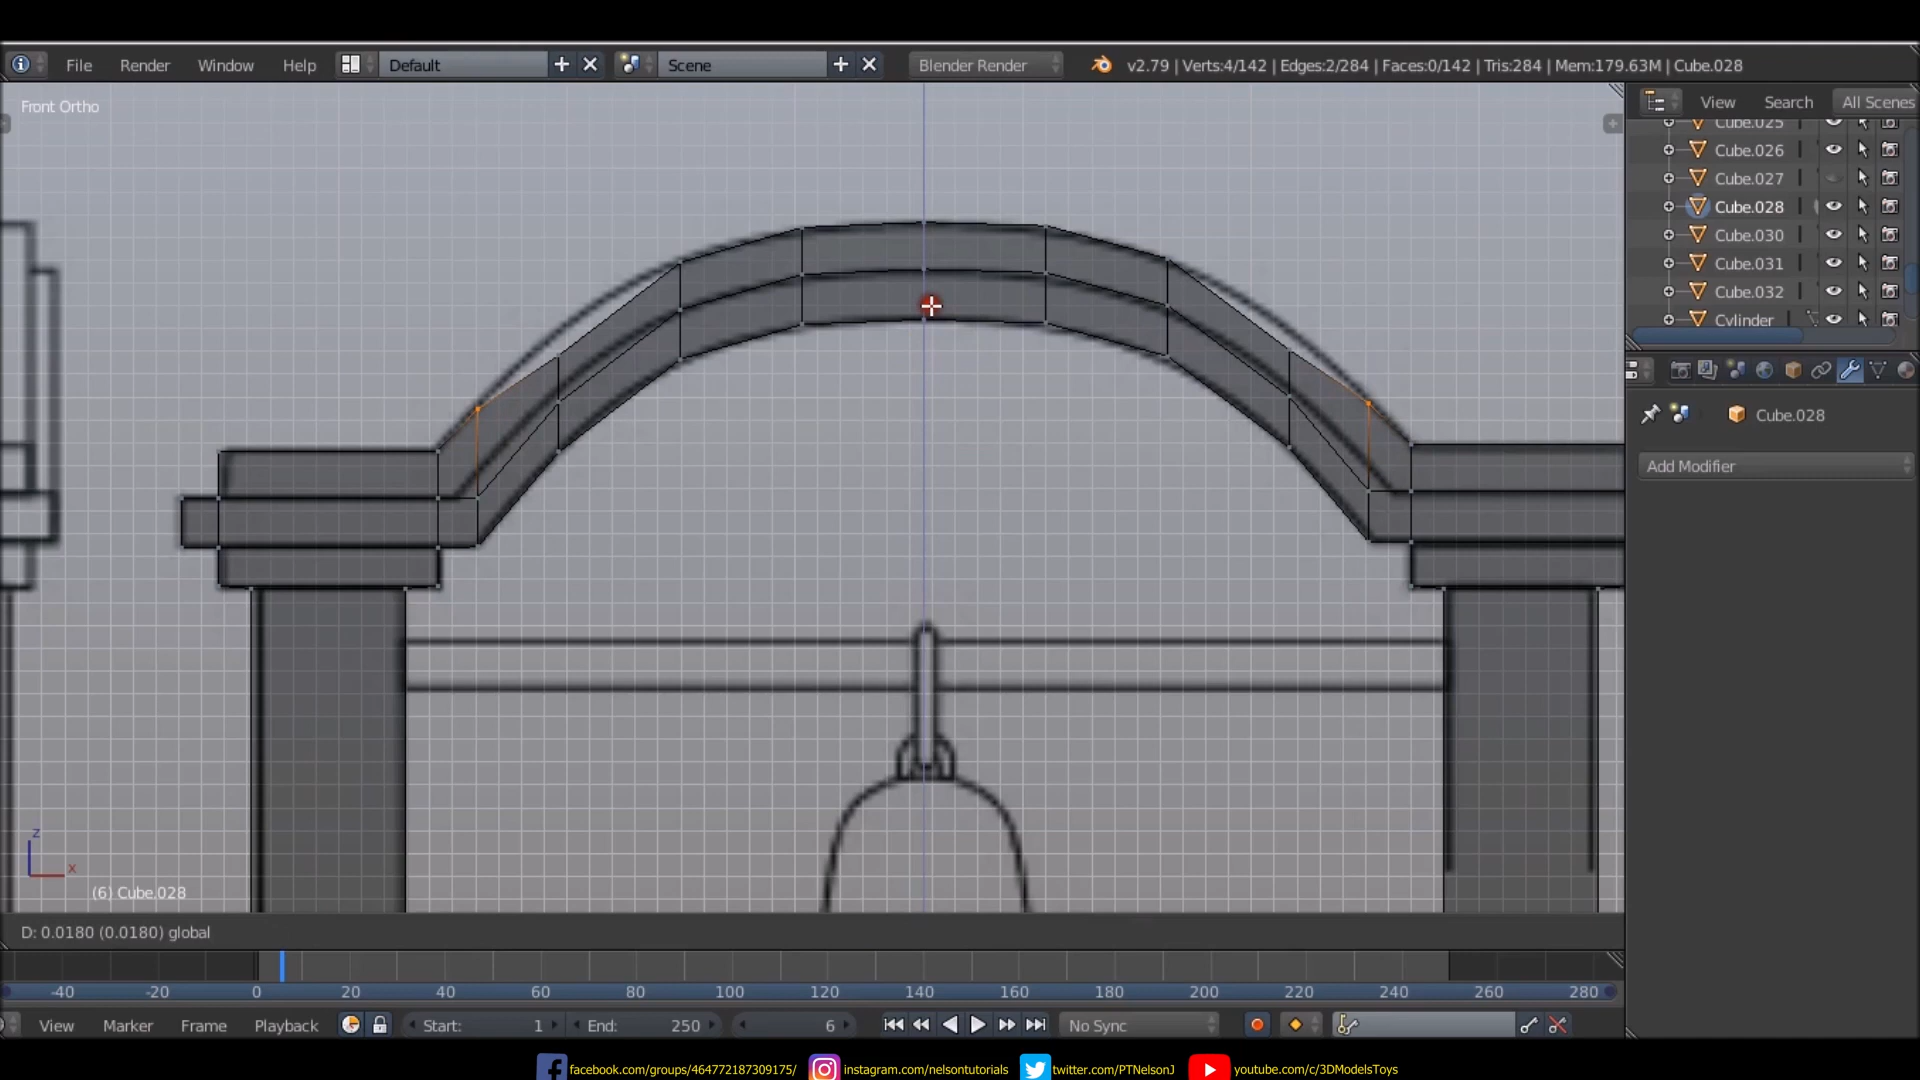 File Render Window Help Default Scene Blender Render v2.79 | Verts:4/142 | Edges:2/284 | Faces:0/142 | Tris:284 | Mem:179.63M | Cube.028
Front Ortho
View Search All Scenes
Cube.025
Cube.026
Cube.027
Cube.028
Cube.030
Cube.031
Cube.032
Cylinder
Cube.028
Add Modifier
z
x
(6) Cube.028
D: 0.0180 (0.0180) global
-40 -20 0 20 40 60 80 100 120 140 160 180 200 220 240 260 280
View Marker Frame Playback Start: 1 End: 250 6 No Sync
facebook.com/groups/464772187309175/ instagram.com/nelsontutorials twitter.com/PTNelsonJ youtube.com/c/3DModelsToys